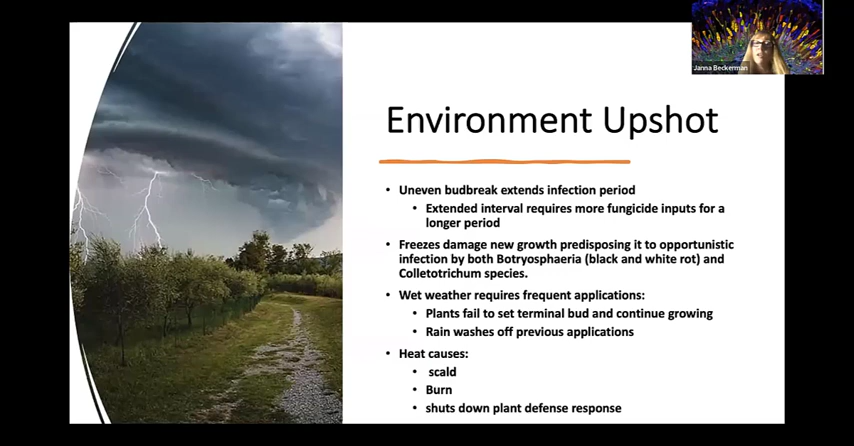 Janna Beckerman
Environment Upshot
• Uneven budbreak extends infection period
• Extended interval requires more fungicide inputs for a
longer period
• Freezes damage new growth predisposing it to opportunistic
infection by both Botryosphaeria (black and white rot) and
Colletotrichum species.
• Wet weather requires frequent applications:
• Plants fail to set terminal bud and continue growing
• Rain washes off previous applications
• Heat causes:
• scald
• Burn
• shuts down plant defense response